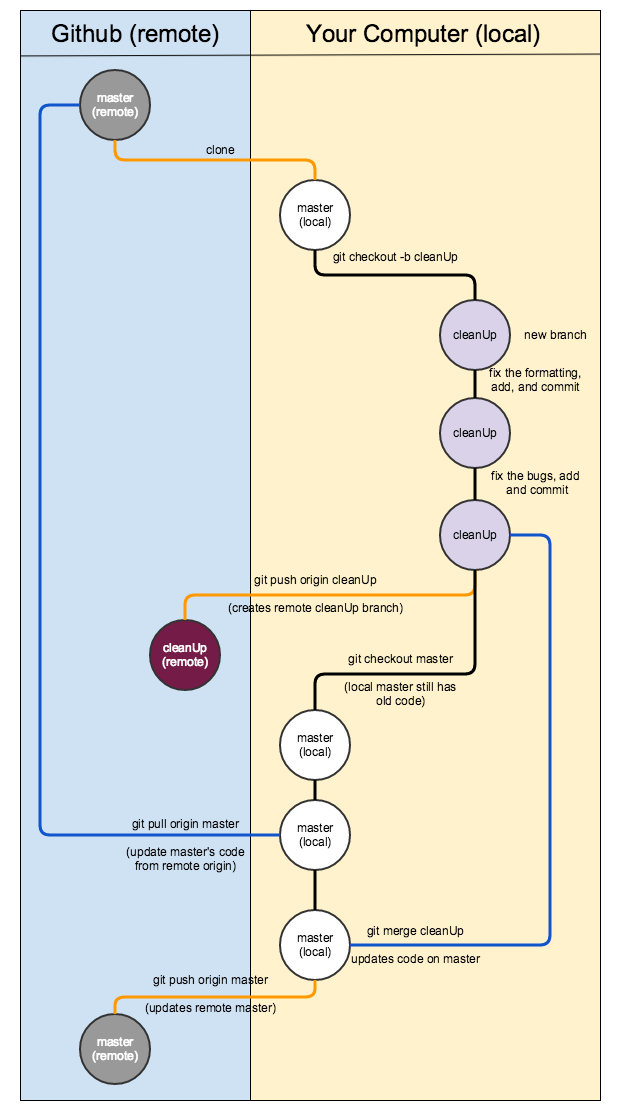 Github (remote)
Your Computer (local)
master
(remote)
clone
master
(local)
git checkout -b cleanUp
cleanUp
new branch
fix the formatting,
add, and commit
cleanUp
fix the bugs, add
and commit
cleanUp
git push origin cleanUp
(creates remote cleanUp branch)
cleanUp
(remote)
git checkout master
(local master still has
old code)
master
(local)
git pull origin master
master
(local)
(update master's code
from remote origin)
git merge cleanUp
master
(local)
updates code on master
git push origin master
(updates remote master)
master
(remote)